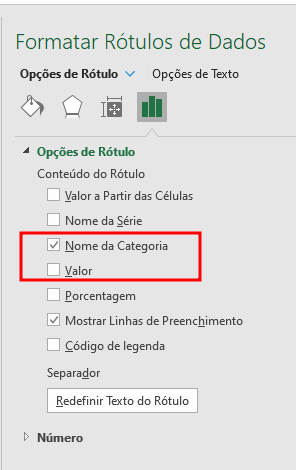 Formatar Rótulos de Dados
Opções de Rótulo Opções de Texto
Opções de Rótulo
Conteúdo do Rótulo
Valor a Partir das Células
Nome da Série
Nome da Categoria
Valor
Porcentagem
Mostrar Linhas de Preenchimento
Código de legenda
Separador
Redefinir Texto do Rótulo
Número